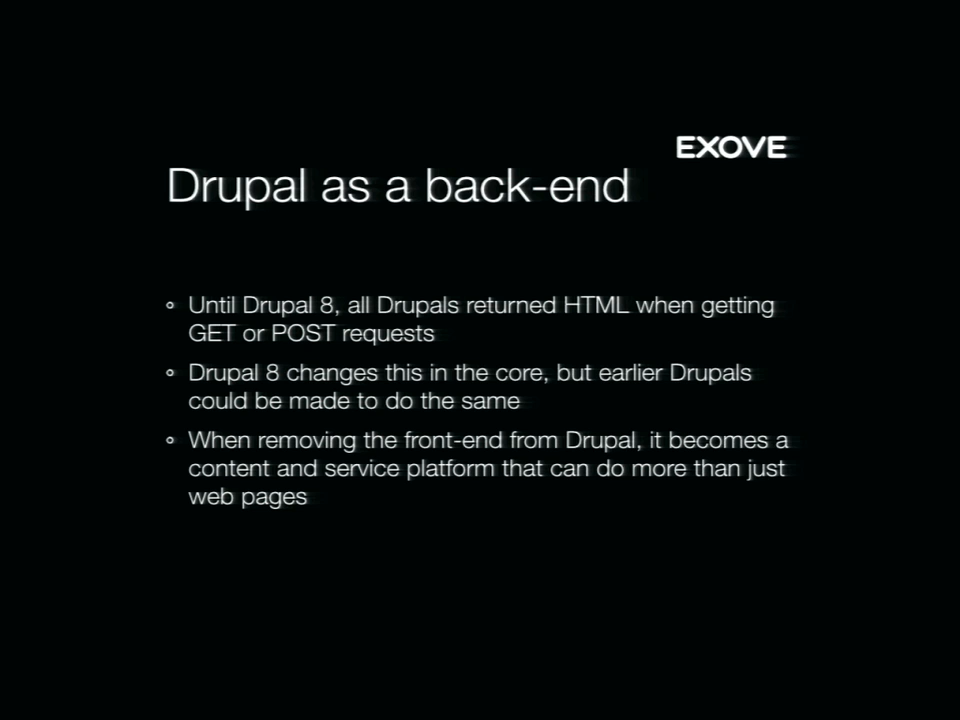 EXOVE
Drupal as a back-end
Until Drupal 8, all Drupals returned HTML when getting
GET or POST requests
Drupal 8 changes this in the core, but earlier Drupals
could be made to do the same
When removing the front-end from Drupal, it becomes a
content and service platform that can do more than just
web pages